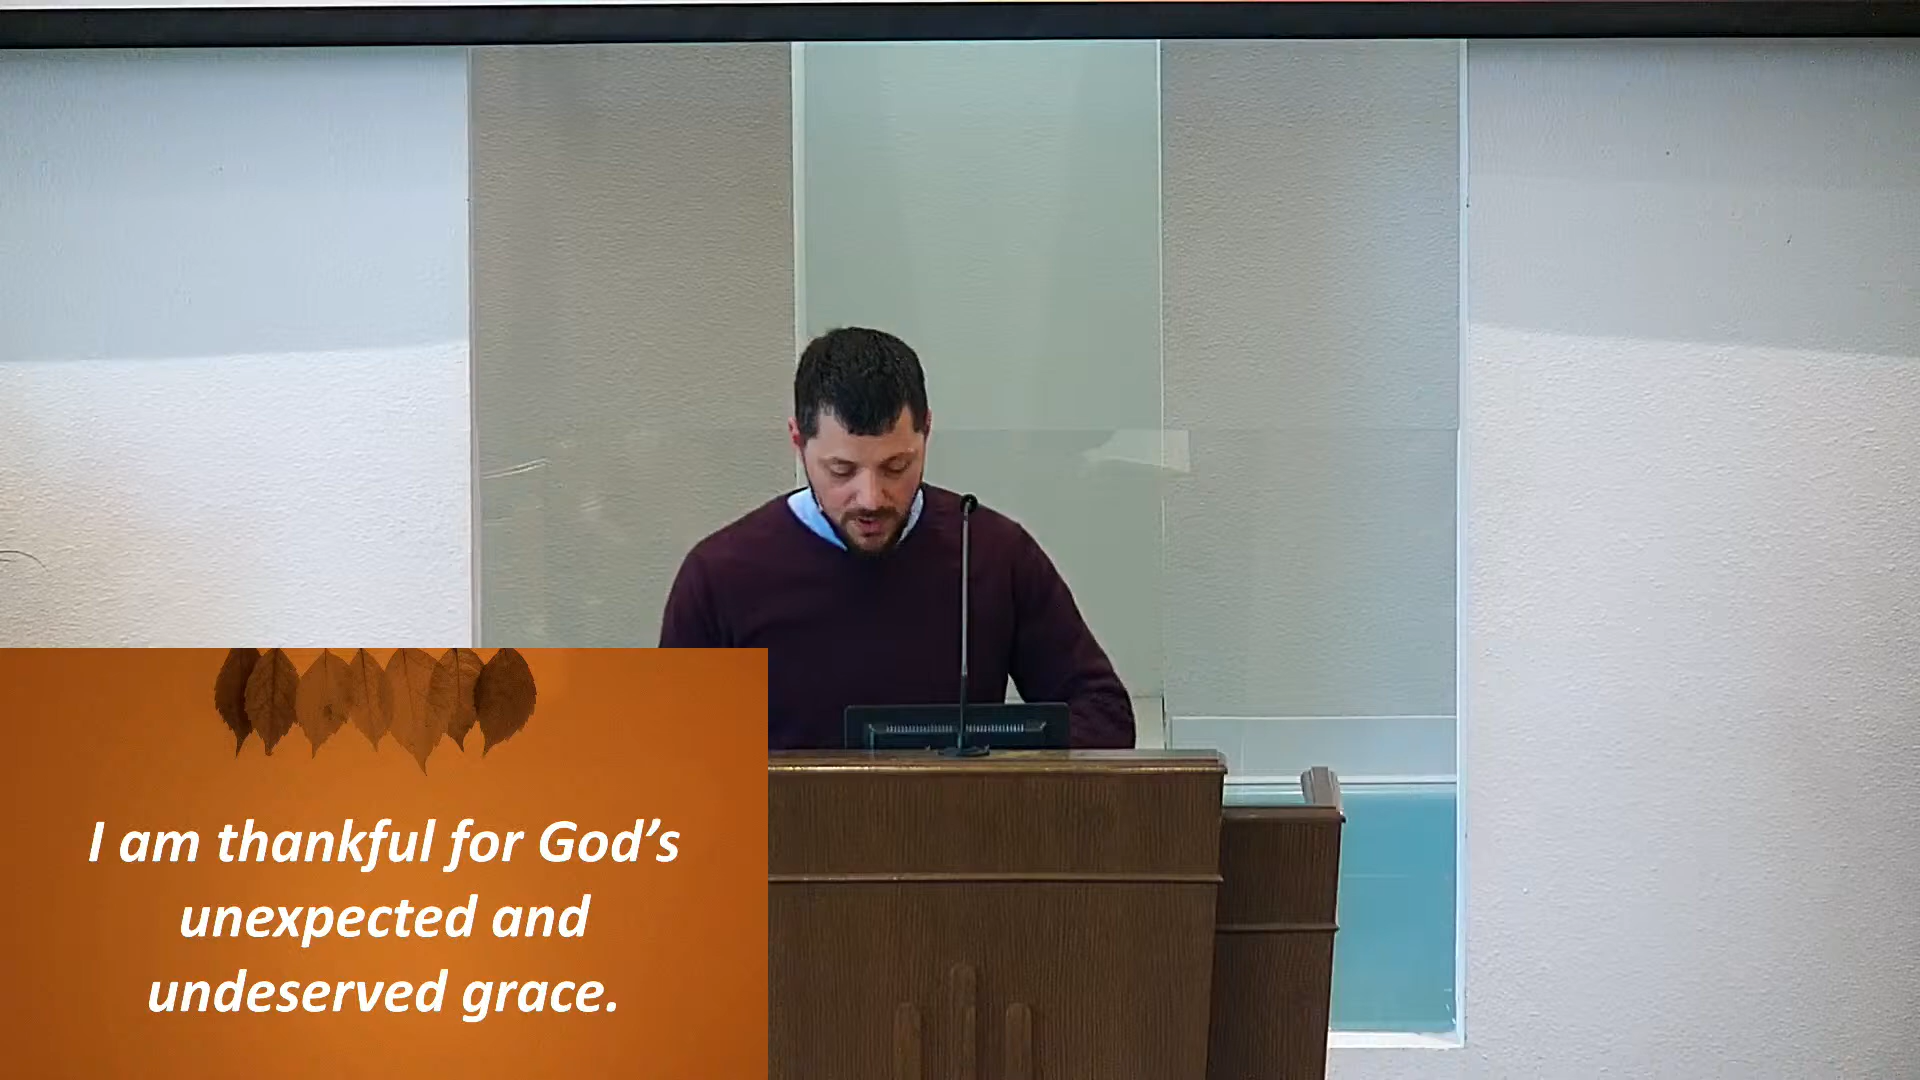 I am thankful for God’s
unexpected and
undeserved grace.